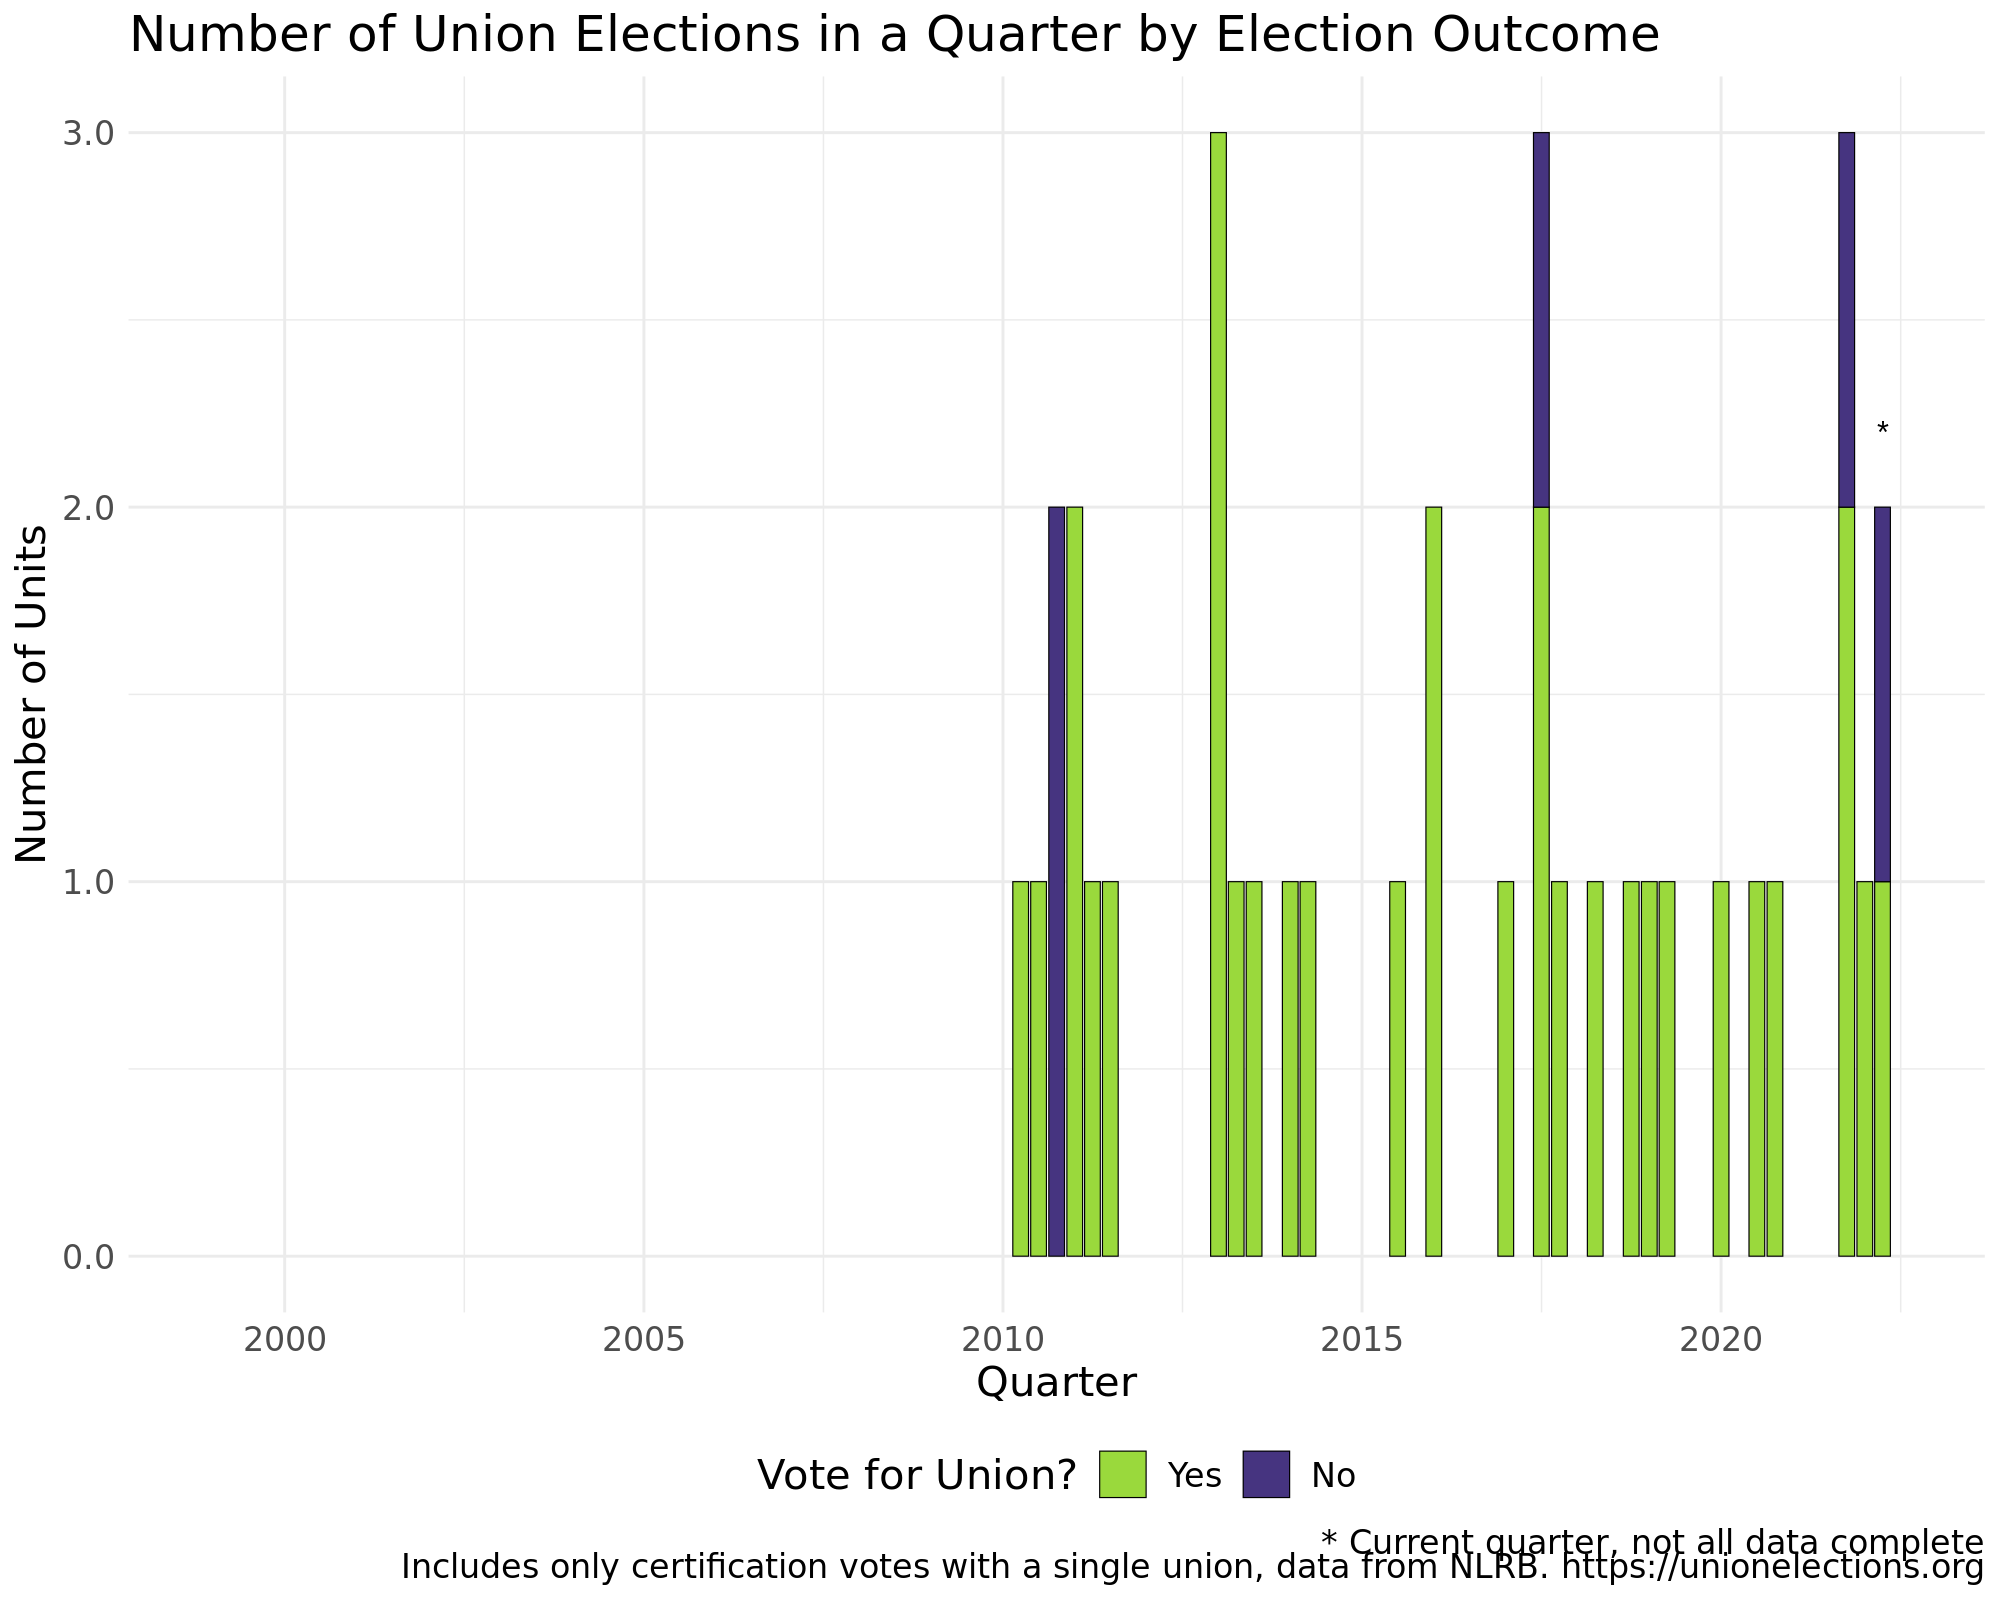 Number of Union Elections in a Quarter by Election Outcome
3.0
2.0
1.0
0.0
Number of Units
*
2000 2005 2010 2015 2020
Quarter
Vote for Union? Yes No
* Current quarter, not all data complete
Includes only certification votes with a single union, data from NLRB. https://unionelections.org